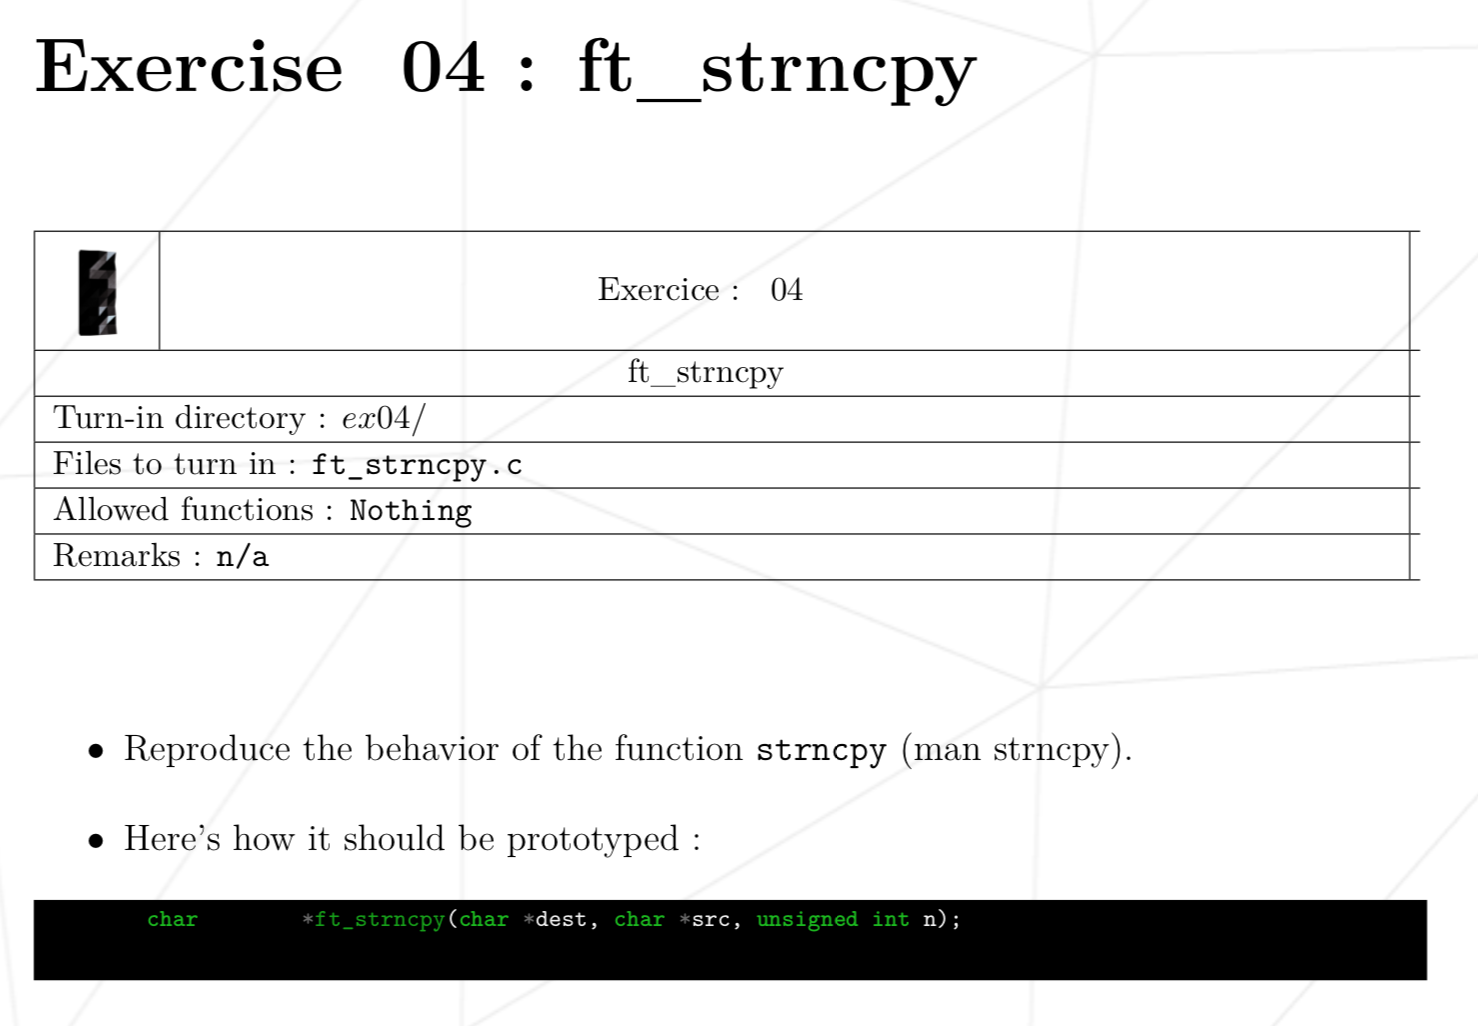 Exercise 04 : ft_strncpy
Exercice : 04
ft_strncpy
Turn-in directory : ex04/
Files to turn in : ft_strncpy.c
Allowed functions : Nothing
Remarks : n/a
• Reproduce the behavior of the function strncpy (man strncpy).
• Here's how it should be prototyped :
char *ft_strncpy(char *dest, char *src, unsigned int n);